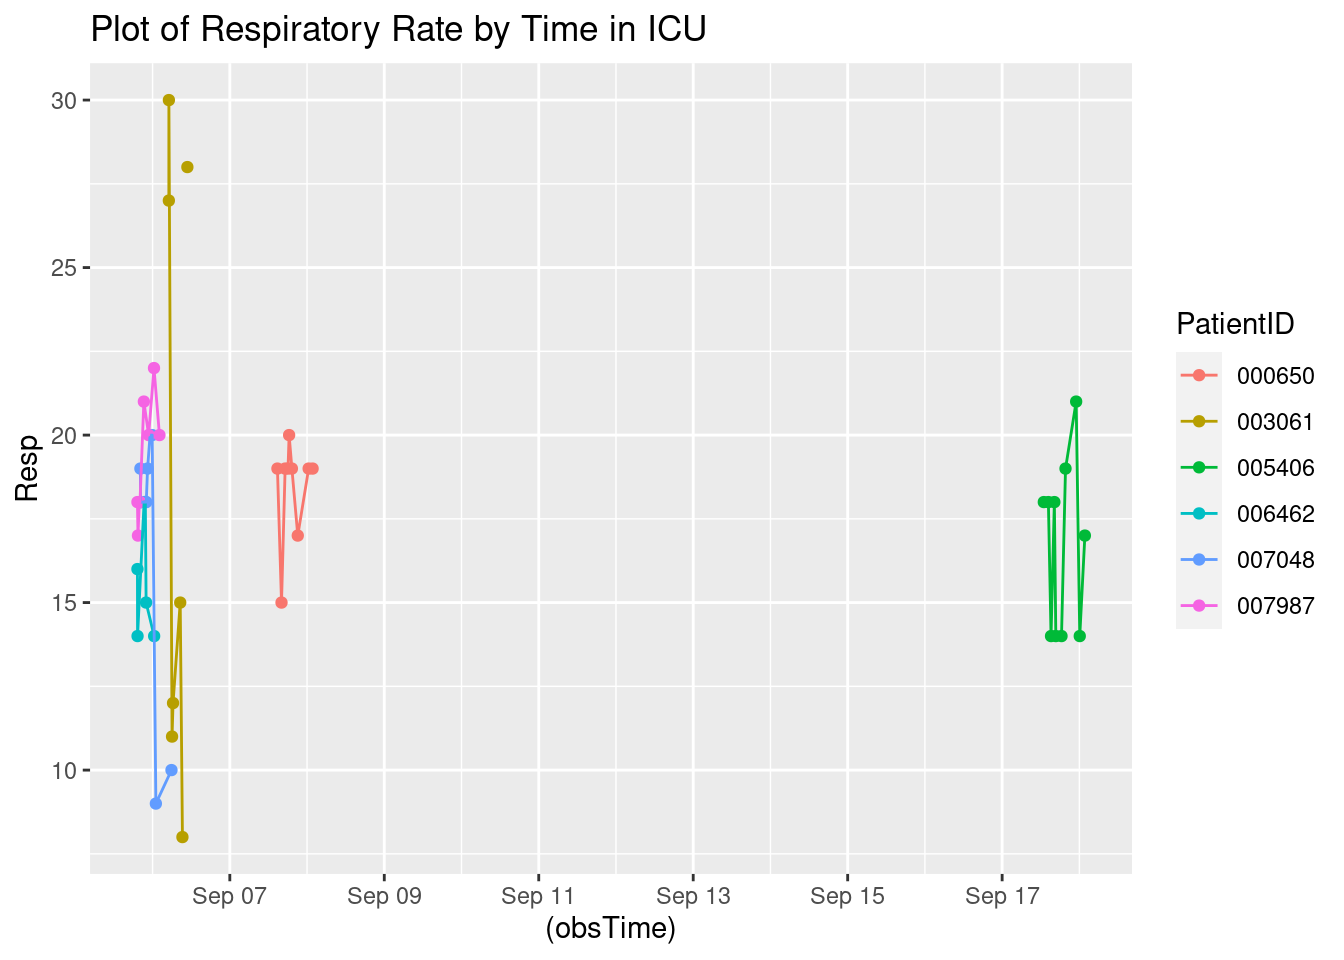 Plot of Respiratory Rate by Time in ICU
30
25
20
15
10
Resp
Sep 07 Sep 09 Sep 11 Sep 13 Sep 15 Sep 17
(obsTime)
PatientID
000650
003061
005406
006462
007048
007987